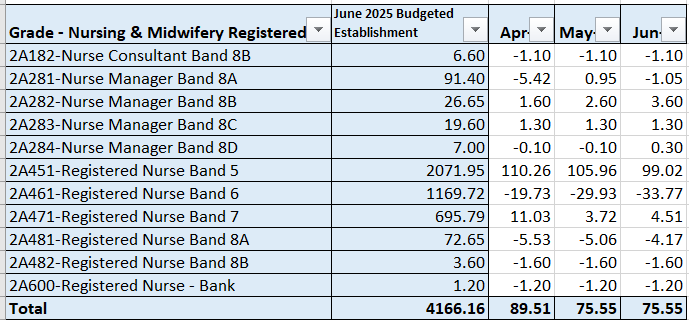 Grade - Nursing & Midwifery Registered June 2025 Budgeted Establishment Apr- May- Jun-
2A182-Nurse Consultant Band 8B 6.60 -1.10 -1.10 -1.10
2A281-Nurse Manager Band 8A 91.40 -5.42 0.95 -1.05
2A282-Nurse Manager Band 8B 26.65 1.60 2.60 3.60
2A283-Nurse Manager Band 8C 19.60 1.30 1.30 1.30
2A284-Nurse Manager Band 8D 7.00 -0.10 -0.10 0.30
2A451-Registered Nurse Band 5 2071.95 110.26 105.96 99.02
2A461-Registered Nurse Band 6 1169.72 -19.73 -29.93 -33.77
2A471-Registered Nurse Band 7 695.79 11.03 3.72 4.51
2A481-Registered Nurse Band 8A 72.65 -5.53 -5.06 -4.17
2A482-Registered Nurse Band 8B 3.60 -1.60 -1.60 -1.60
2A600-Registered Nurse - Bank 1.20 -1.20 -1.20 -1.20
Total 4166.16 89.51 75.55 75.55